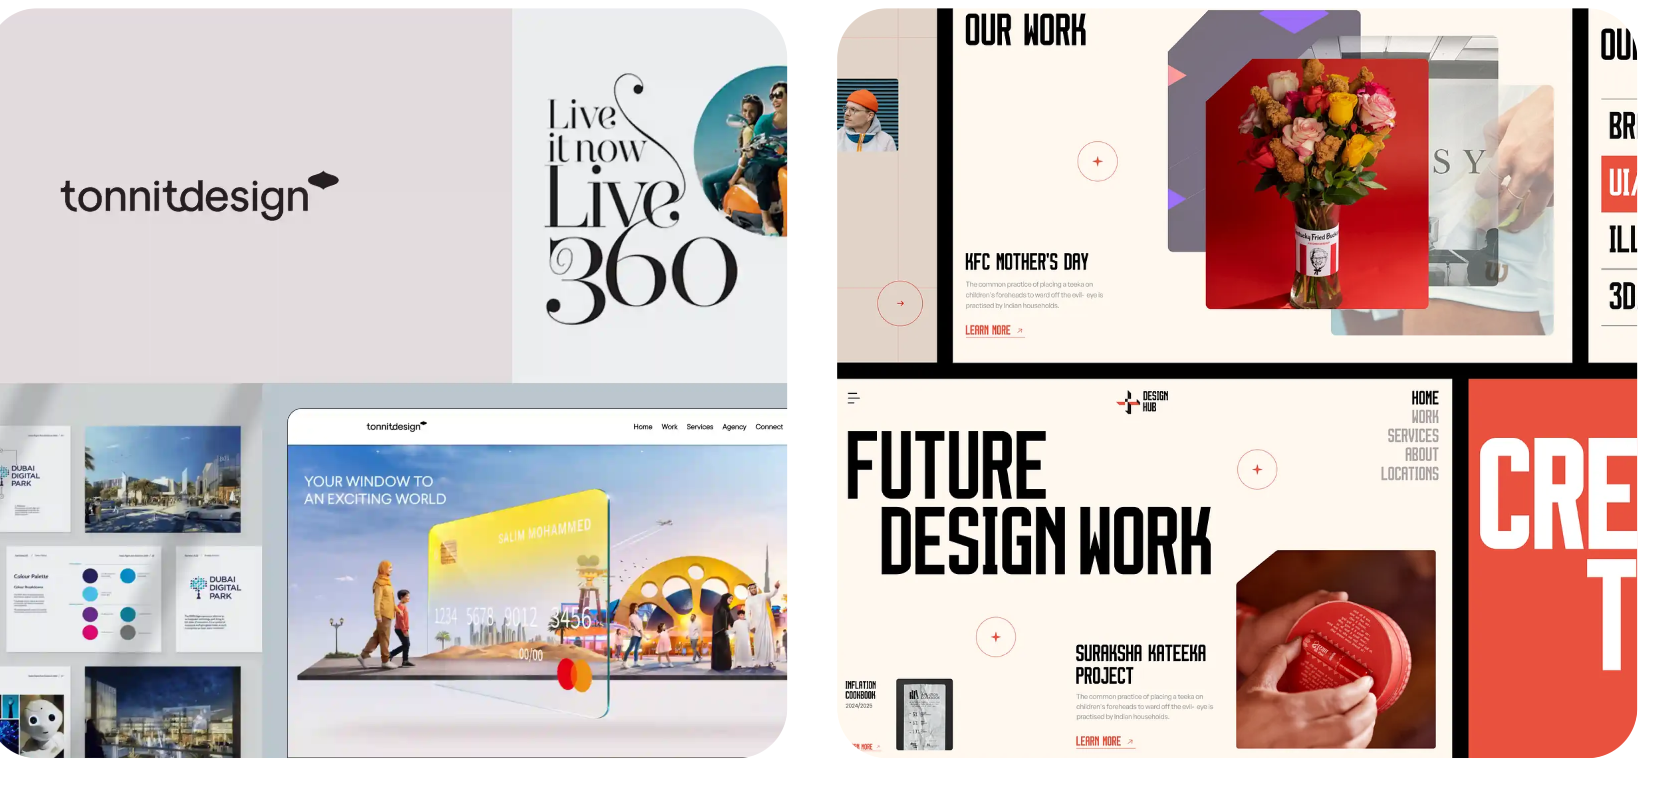 tonnitdesign
Live
it now
Live
360
DUBAI
DIGITAL
PARK
Colour Palette
DUBAI
DIGITAL
PARK
tonnitdesign
Home Work Services Agency Connect
YOUR WINDOW TO
AN EXCITING WORLD
SALIM MOHAMMED
1234 5678 9012 3456
00/00
OUR WORK
SY
KFC MOTHER'S DAY
The common practice of placing a teeka on
children's foreheads to ward off the evil- eye is
practised by Indian households.
LEARN MORE
OU
BR
UI/
ILL
3D
DESIGN
HUB
HOME
WORK
SERVICES
ABOUT
LOCATIONS
FUTURE
DESIGN WORK
SURAKSHA KATEEKA
PROJECT
The common practice of placing a teeka on
children's foreheads to ward off the evil- eye is
practised by Indian households.
LEARN MORE
INFLATION
COOKBOOK
2024/2025
MORE
CRE
T